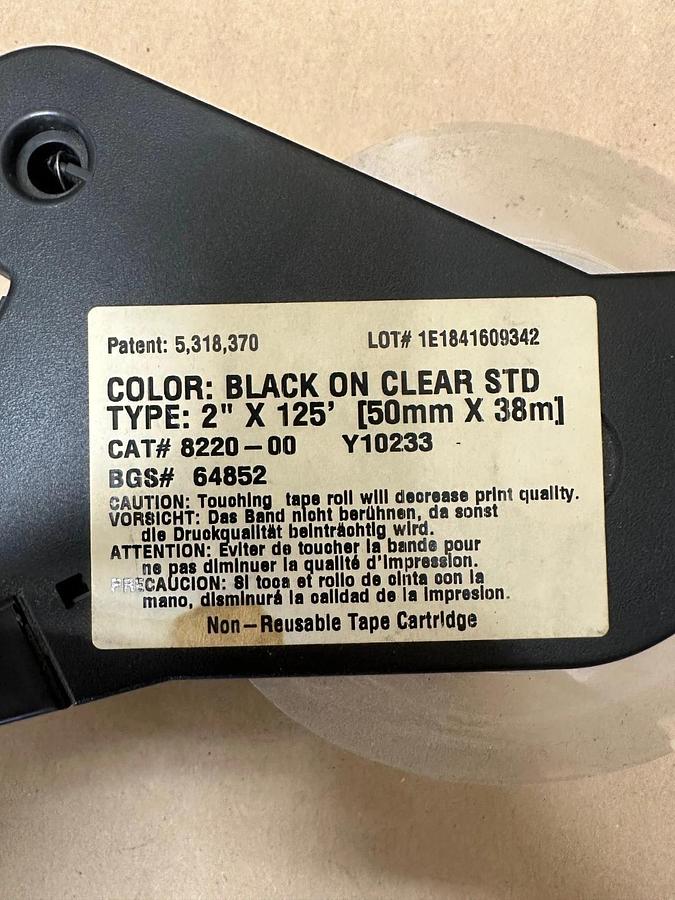 Patent: 5,318,370 LOT# 1E1841609342
COLOR: BLACK ON CLEAR STD
TYPE: 2" X 125' [50mm X 38m]
CAT# 8220-00 Y10233 -
BGS# 64852
CAUTION: Touching tape roll will decrease print quality.
VORSICHT: Das Band nicht berühnen, da sonst
die Druckqualität beinträchtig wird.
ATTENTION: Eviter de toucher la bande pour
ne pas diminuer la qualité d'impression.
PRECAUCION: Si toca et rollo de cinta con la
mano, disminurá la calidad de la impresion.
Non-Reusable Tape Cartridge